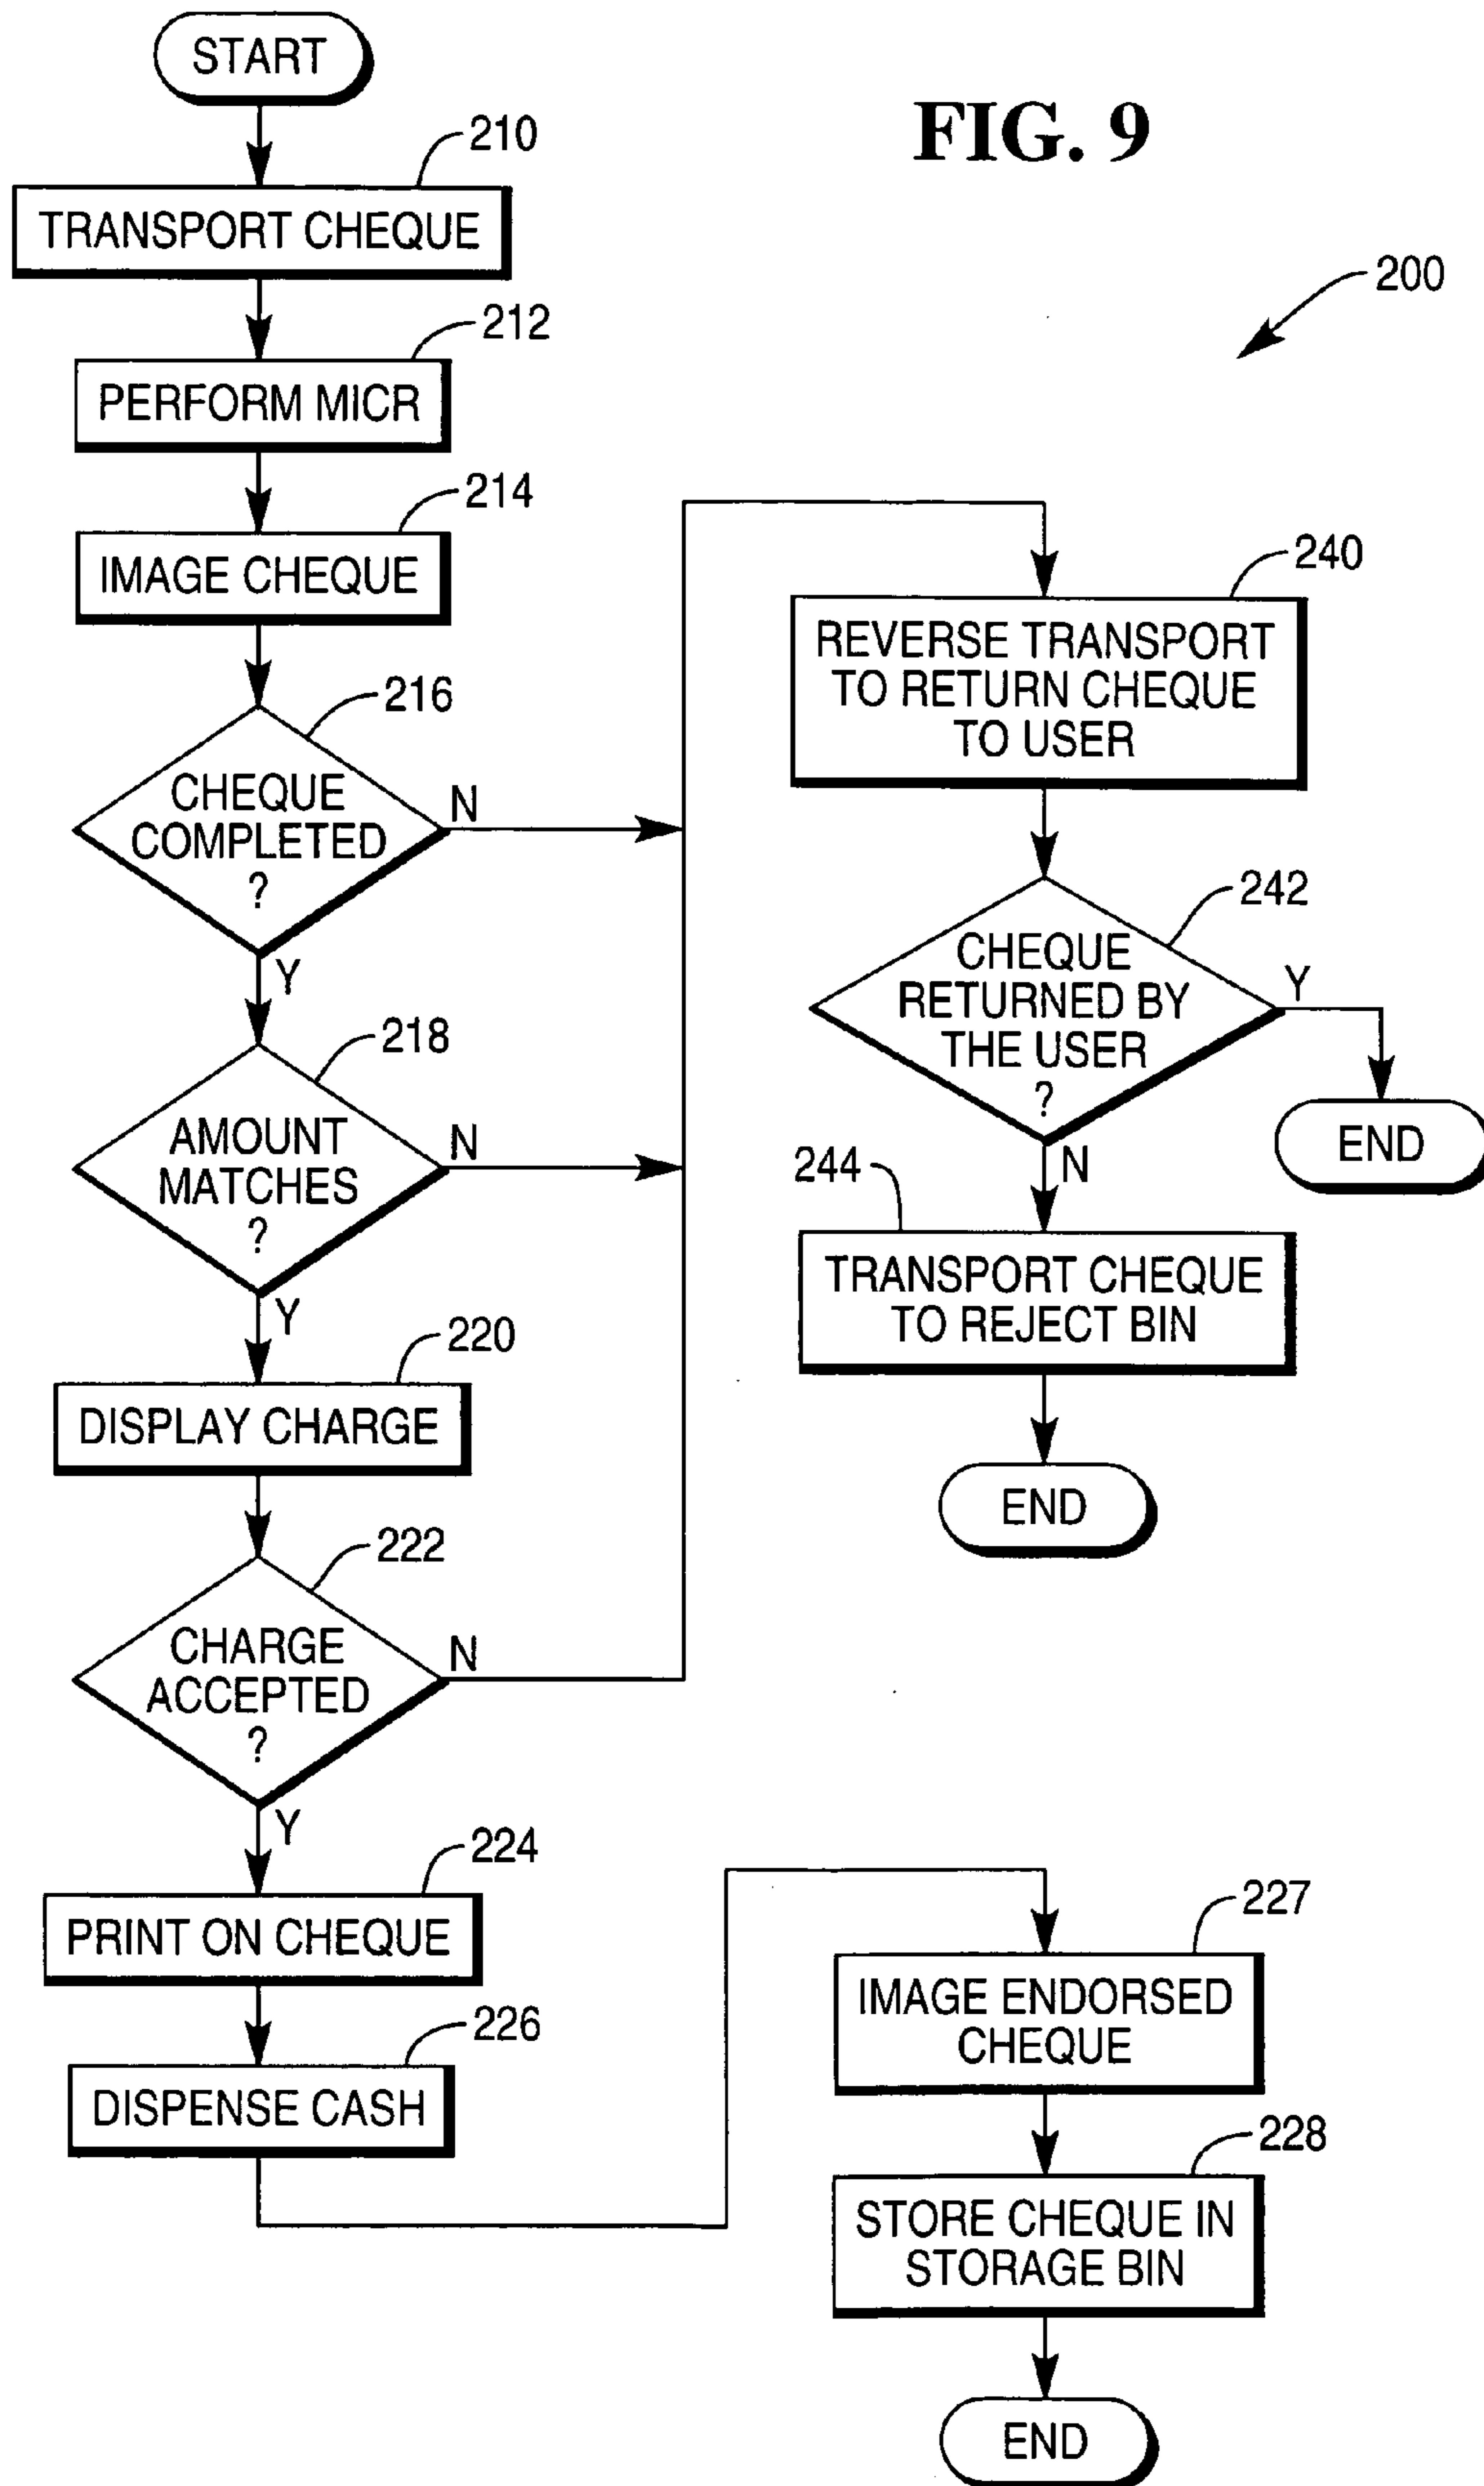 START
FIG. 9
210
TRANSPORT CHEQUE
200
212
PERFORM MICR
214
IMAGE CHEQUE
216
CHEQUE
COMPLETED
?
N
Y
218
AMOUNT
MATCHES
?
N
Y
220
DISPLAY CHARGE
222
CHARGE
ACCEPTED
?
N
Y
224
PRINT ON CHEQUE
226
DISPENSE CASH
240
REVERSE TRANSPORT
TO RETURN CHEQUE
TO USER
242
CHEQUE
RETURNED BY
THE USER
?
Y
END
N
244
TRANSPORT CHEQUE
TO REJECT BIN
END
227
IMAGE ENDORSED
CHEQUE
228
STORE CHEQUE IN
STORAGE BIN
END